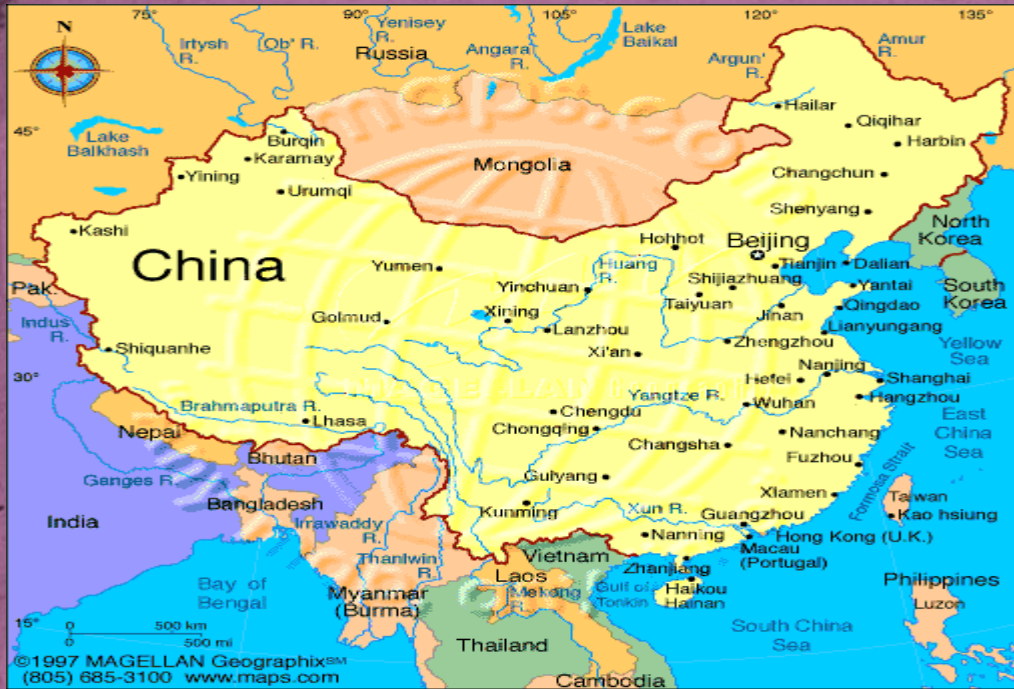 75°
90°
105°
120°
135°
N
Irtysh
R.
Ob' R.
Yenisey
R.
Russia
Angara
R.
Lake
Baikal
Argun'
R.
Amur
R.
45°
Lake
Balkhash
Burqin
Karamay
Yining
Urumqi
Mongolia
Hailar
Qiqihar
Harbin
Changchun
Shenyang
Kashi
China
Yumen
Hohhot
Beijing
North
Korea
Huang
R.
Tianjin
Dalian
Shijiazhuang
Yinchuan
Taiyuan
Yantai
South
Korea
Pak.
Golmud
Xining
Jinan
Qingdao
Indus
R.
Lanzhou
Lianyungang
Zhengzhou
Yellow
Sea
Shiquanhe
Xi'an
Nanjing
30°
Hefei
Shanghai
Yangtze R.
Wuhan
Hangzhou
Brahmaputra R.
Lhasa
Chengdu
East
China
Sea
Nepal
Chongqing
Changsha
Nanchang
Bhutan
Fuzhou
Ganges R.
Guiyang
Formosa Strait
Bangladesh
Xiamen
Taiwan
India
Irrawaddy
R.
Kunming
Xun R.
Guangzhou
Kao hsiung
Nanning
Hong Kong (U.K.)
Thanlwin
R.
Vietnam
Macau
(Portugal)
Zhanjiang
Bay of
Bengal
Laos
Mekong
R.
Gulf of
Tonkin
Haikou
Hainan
Philippines
Myanmar
(Burma)
Luzon
15°
0
500 km
0
500 mi
South China
Sea
Thailand
©1997 MAGELLAN Geographix℠
(805) 685-3100 www.maps.com
Cambodia